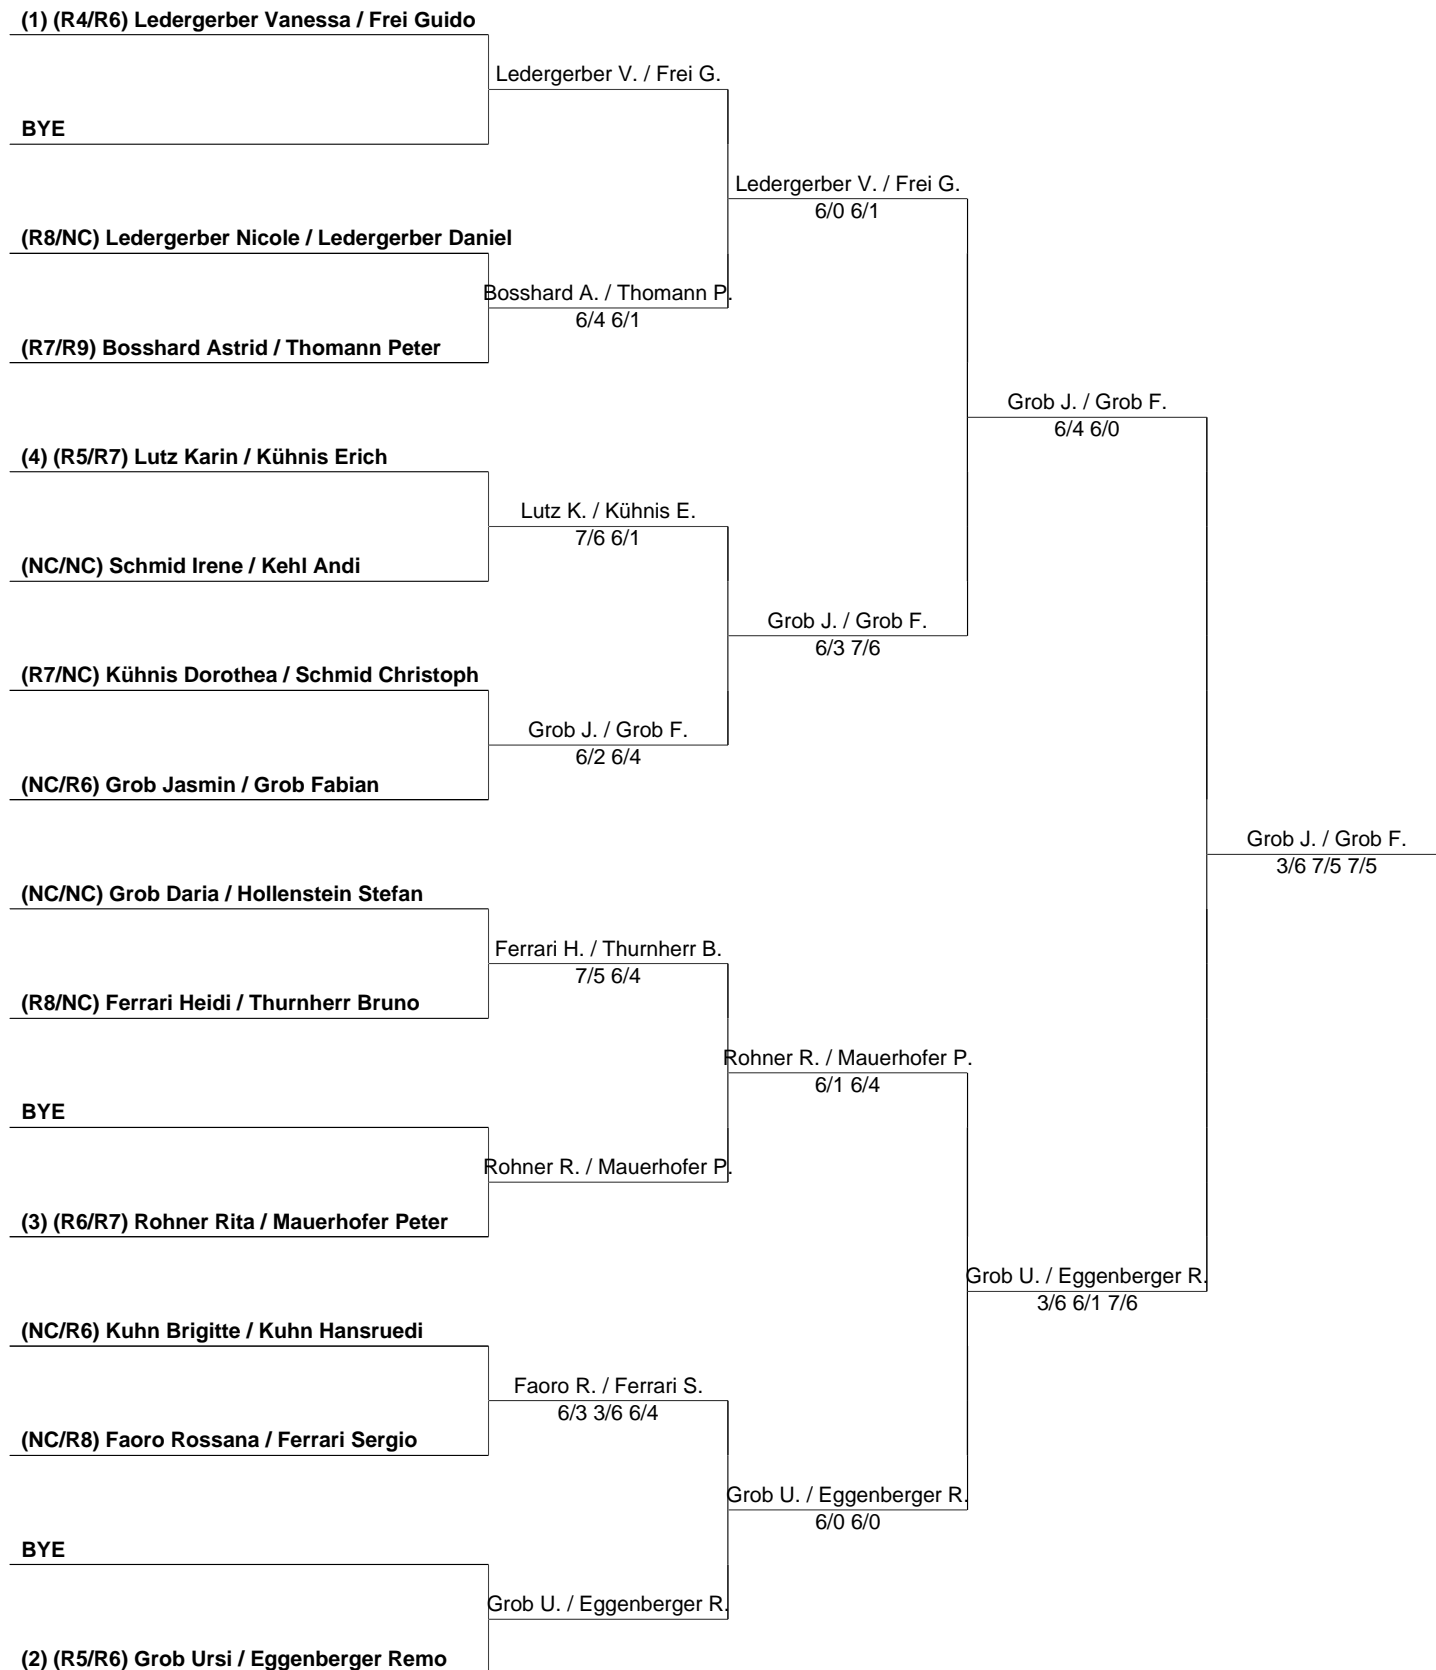 (1) (R4/R6) Ledergerber Vanessa / Frei Guido
Ledergerber V. / Frei G.
BYE
Ledergerber V. / Frei G.
6/0 6/1
(R8/NC) Ledergerber Nicole / Ledergerber Daniel
Bosshard A. / Thomann P.
6/4 6/1
(R7/R9) Bosshard Astrid / Thomann Peter
Grob J. / Grob F.
6/4 6/0
(4) (R5/R7) Lutz Karin / Kühnis Erich
Lutz K. / Kühnis E.
7/6 6/1
(NC/NC) Schmid Irene / Kehl Andi
Grob J. / Grob F.
6/3 7/6
(R7/NC) Kühnis Dorothea / Schmid Christoph
Grob J. / Grob F.
6/2 6/4
(NC/R6) Grob Jasmin / Grob Fabian
Grob J. / Grob F.
3/6 7/5 7/5
(NC/NC) Grob Daria / Hollenstein Stefan
Ferrari H. / Thurnherr B.
7/5 6/4
(R8/NC) Ferrari Heidi / Thurnherr Bruno
Rohner R. / Mauerhofer P.
6/1 6/4
BYE
Rohner R. / Mauerhofer P.
(3) (R6/R7) Rohner Rita / Mauerhofer Peter
Grob U. / Eggenberger R.
3/6 6/1 7/6
(NC/R6) Kuhn Brigitte / Kuhn Hansruedi
Faoro R. / Ferrari S.
6/3 3/6 6/4
(NC/R8) Faoro Rossana / Ferrari Sergio
Grob U. / Eggenberger R.
6/0 6/0
BYE
Grob U. / Eggenberger R.
(2) (R5/R6) Grob Ursi / Eggenberger Remo